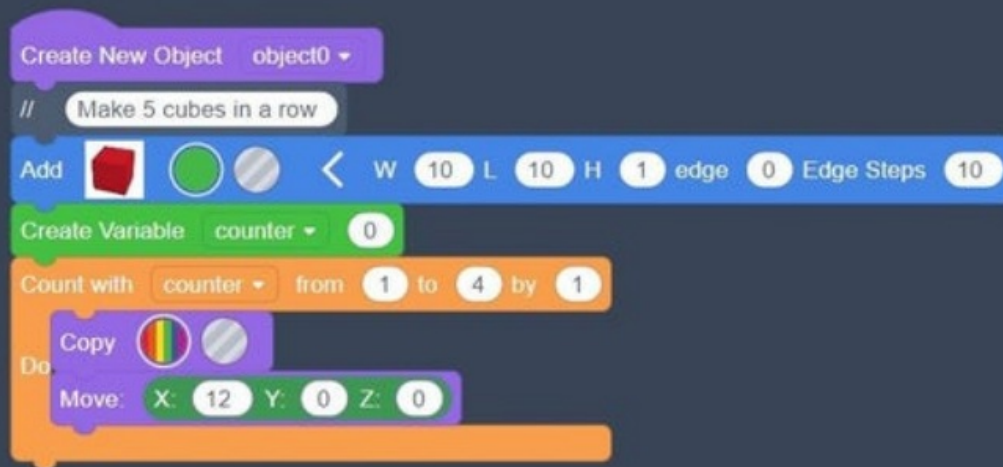 Create New Object object0
// Make 5 cubes in a row
Add W 10 L 10 H 1 edge 0 Edge Steps 10
Create Variable counter 0
Count with counter from 1 to 4 by 1
Copy
Do
Move: X: 12 Y: 0 Z: 0